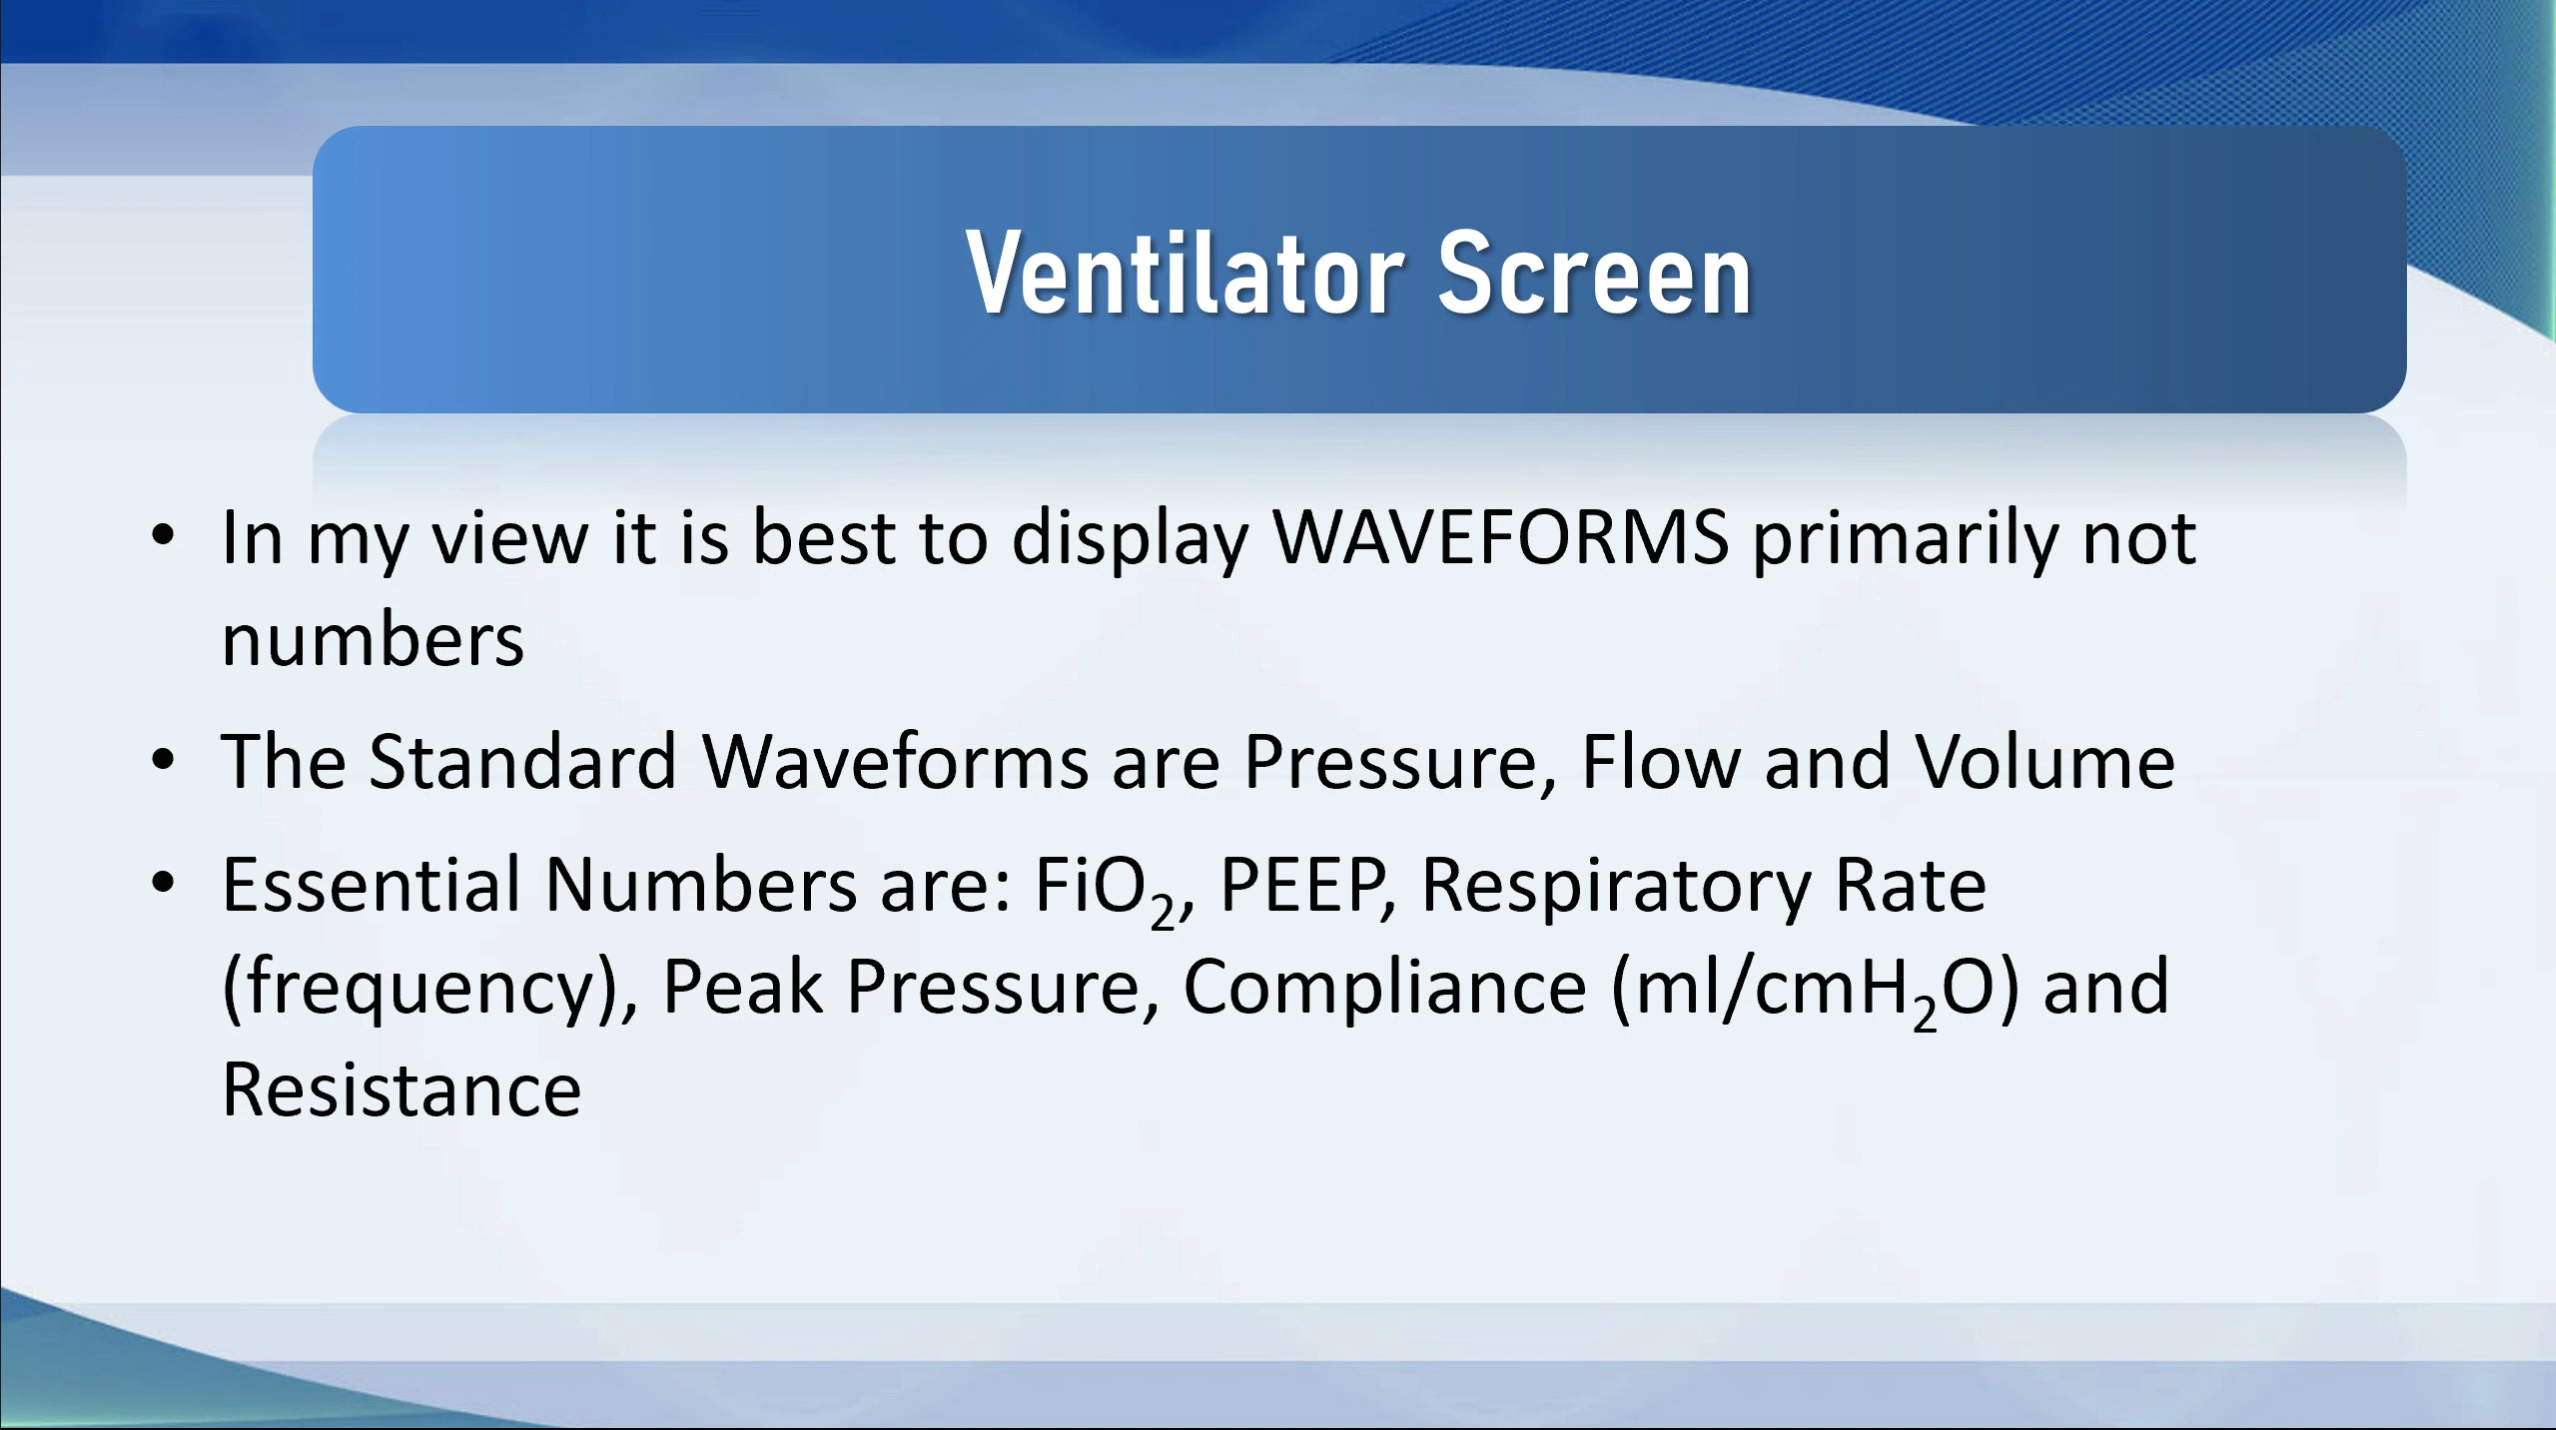 Ventilator Screen
• In my view it is best to display WAVEFORMS primarily not
numbers
• The Standard Waveforms are Pressure, Flow and Volume
• Essential Numbers are: FiO₂, PEEP, Respiratory Rate
(frequency), Peak Pressure, Compliance (ml/cmH₂O) and
Resistance